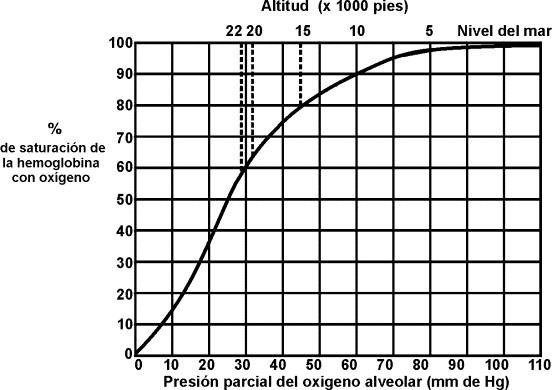 Altitud (x 1000 pies)
22 20 15 10 5 Nivel del mar
100
90
80
70
60
50
40
30
20
10
0
%
de saturación de
la hemoglobina
con oxígeno
0 10 20 30 40 50 60 70 80 90 100 110
Presión parcial del oxigeno alveolar (mm de Hg)